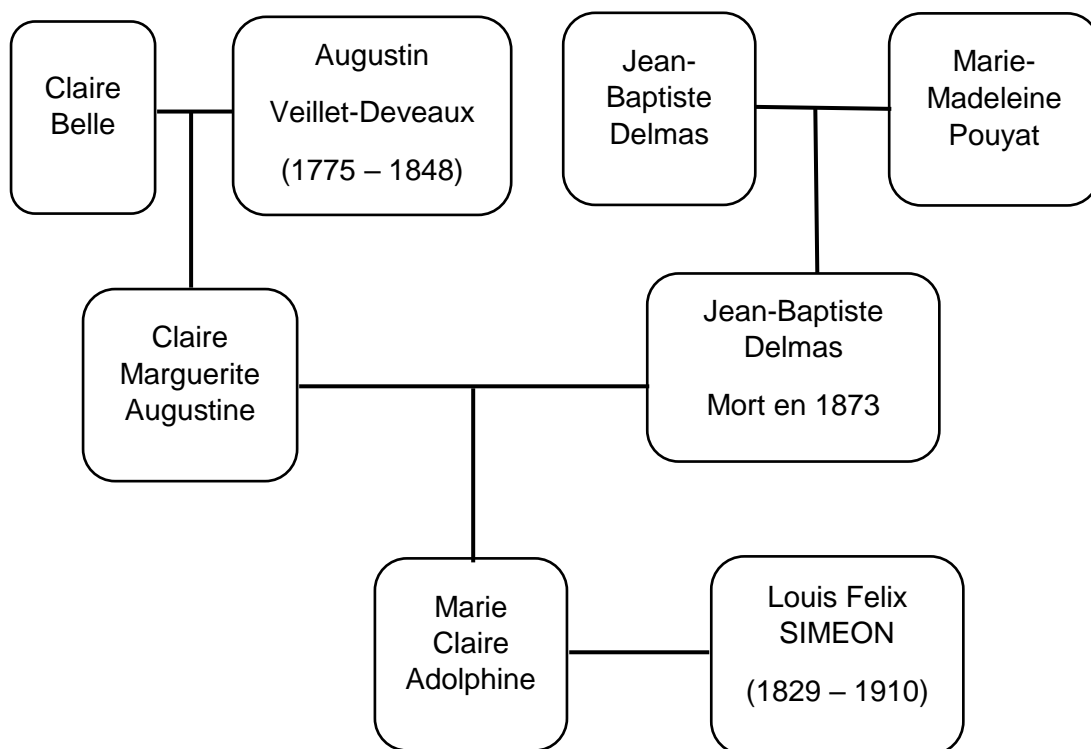 Claire
Belle
Augustin
Veillet-Deveaux
(1775 – 1848)
Jean-
Baptiste
Delmas
Marie-
Madeleine
Pouyat
Claire
Marguerite
Augustine
Jean-Baptiste
Delmas
Mort en 1873
Marie
Claire
Adolphine
Louis Felix
SIMEON
(1829 – 1910)